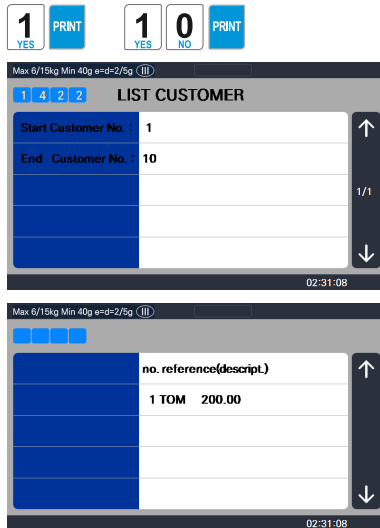 1 YES PRINT 1 YES 0 NO PRINT
Max 6/15kg Min 40g e=d=2/5g III
1 4 2 2 LIST CUSTOMER
Start Customer No. : 1
End Customer No. : 10
1/1
02:31:08
Max 6/15kg Min 40g e=d=2/5g III
no. reference(descript.)
1 TOM 200.00
02:31:08